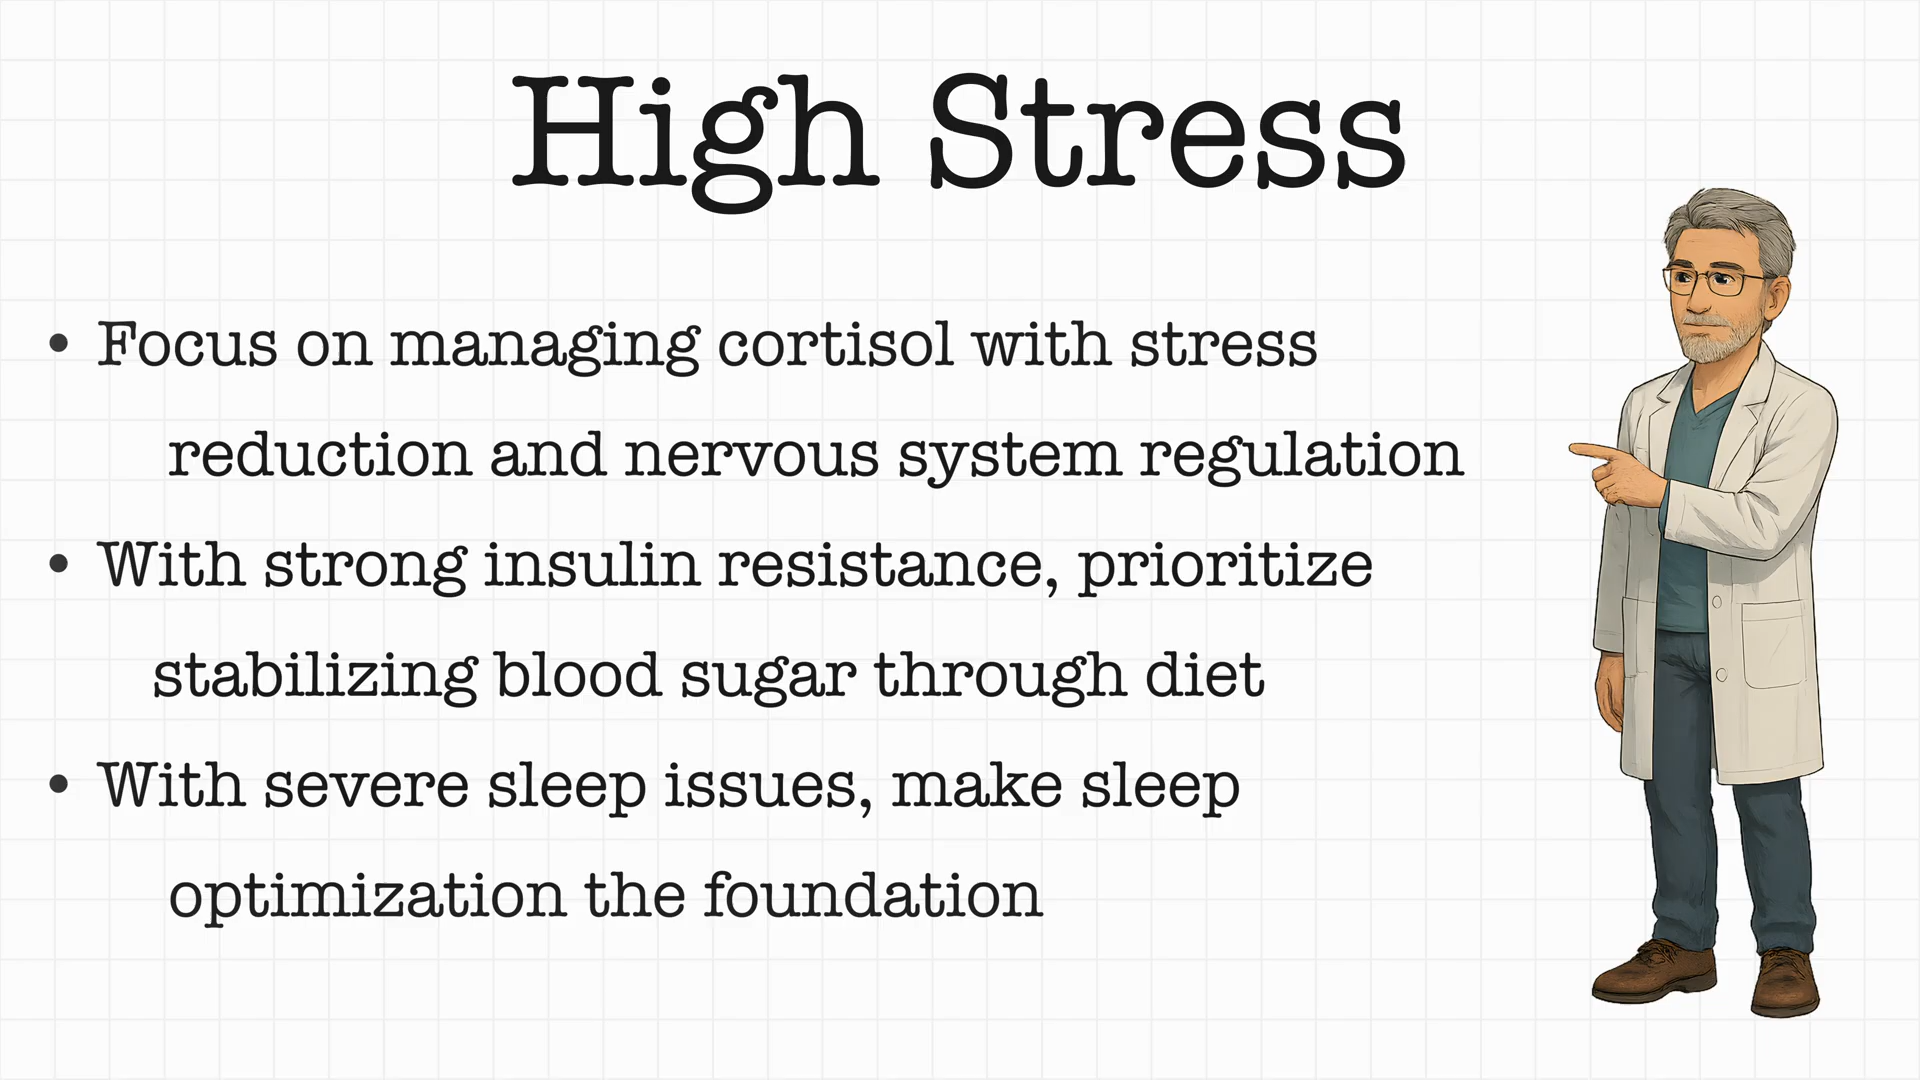 High Stress
• Focus on managing cortisol with stress
reduction and nervous system regulation
• With strong insulin resistance, prioritize
stabilizing blood sugar through diet
• With severe sleep issues, make sleep
optimization the foundation